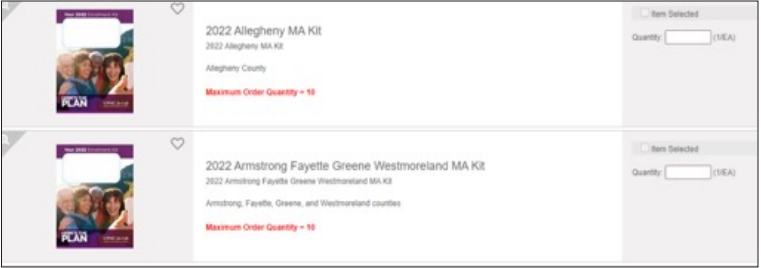 Your 2022 Enrollment Kit
PLAN
2022 Allegheny MA Kit
2022 Allegheny MA Kit
Allegheny County
Maximum Order Quantity = 10
Item Selected
Quantity: (1/EA)
Your 2022 Enrollment Kit
PLAN
2022 Armstrong Fayette Greene Westmoreland MA Kit
2022 Armstrong Fayette Greene Westmoreland MA Kit
Armstrong, Fayette, Greene, and Westmoreland counties
Maximum Order Quantity = 10
Item Selected
Quantity: (1/EA)